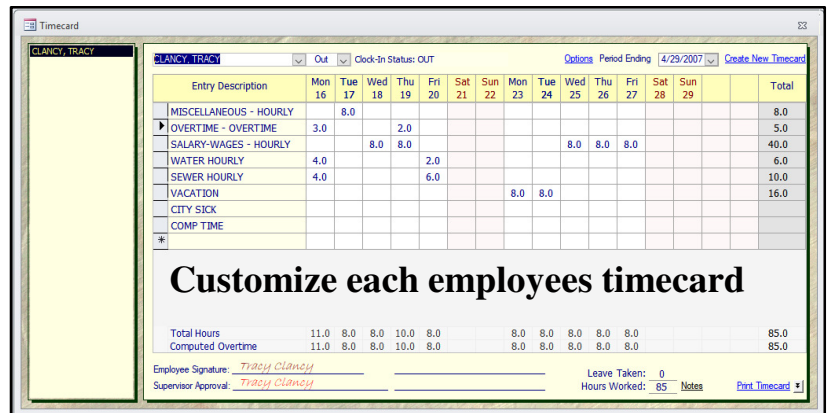 Timecard
CLANCY, TRACY
CLANCY, TRACY Out Clock-In Status: OUT Options Period Ending 4/29/2007 Create New Timecard
Entry Description Mon 16 Tue 17 Wed 18 Thu 19 Fri 20 Sat 21 Sun 22 Mon 23 Tue 24 Wed 25 Thu 26 Fri 27 Sat 28 Sun 29 Total
MISCELLANEOUS - HOURLY 8.0 8.0
OVERTIME - OVERTIME 3.0 2.0 5.0
SALARY-WAGES - HOURLY 8.0 8.0 8.0 8.0 8.0 40.0
WATER HOURLY 4.0 2.0 6.0
SEWER HOURLY 4.0 6.0 10.0
VACATION 8.0 8.0 16.0
CITY SICK
COMP TIME
*
Customize each employees timecard
Total Hours 11.0 8.0 8.0 10.0 8.0 8.0 8.0 8.0 8.0 8.0 85.0
Computed Overtime 11.0 8.0 8.0 10.0 8.0 8.0 8.0 8.0 8.0 8.0 85.0
Employee Signature: Tracy Clancy
Leave Taken: 0
Supervisor Approval: Tracy Clancy
Hours Worked: 85 Notes Print Timecard